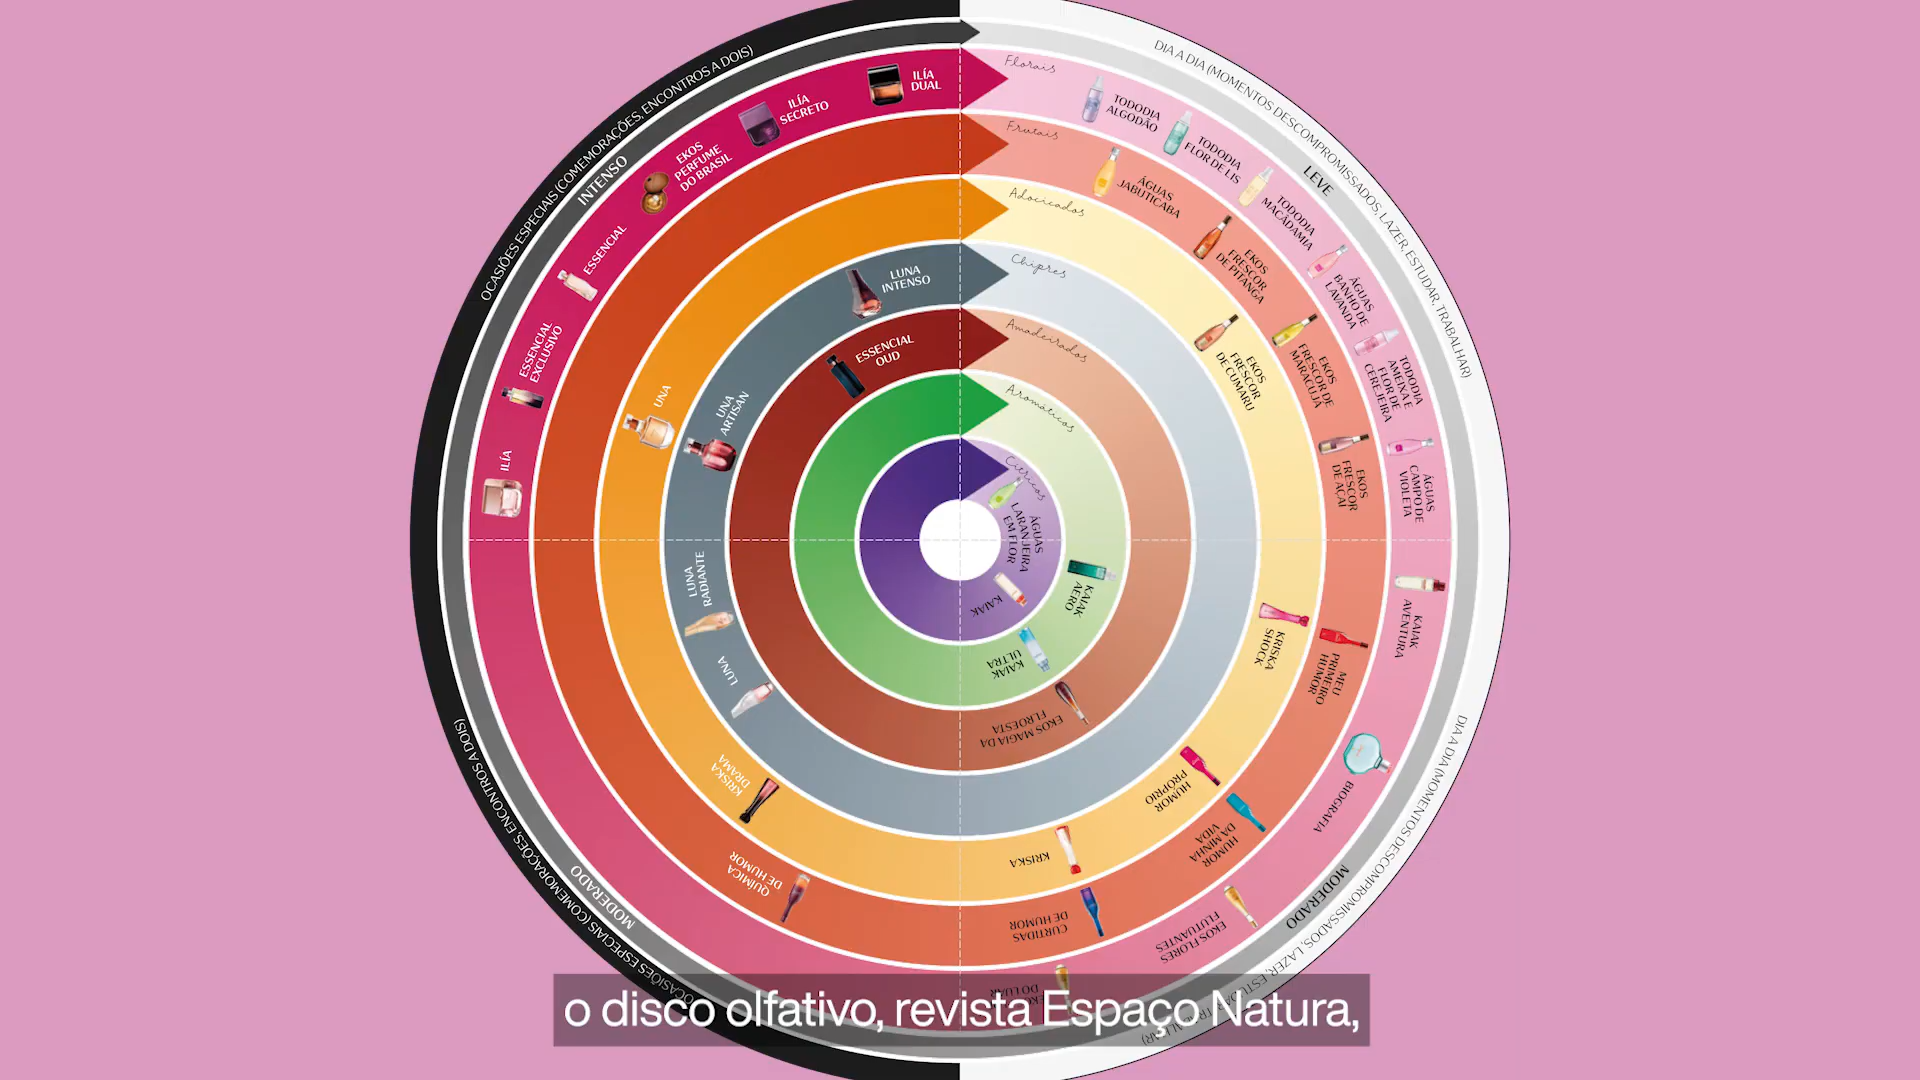 OCASIÕES ESPECIAIS (COMEMORAÇÕES, ENCONTROS A DOIS)
DIA A DIA (MOMENTOS DESCOMPROMISSADOS, LAZER, ESTUDAR, TRABALHAR)
INTENSO
LEVE
Florais
ILÍA
DUAL
ILÍA
SECRETO
EKOS
PERFUME
DO BRASIL
ESSENCIAL
ESSENCIAL
EXCLUSIVO
ILÍA
TODODIA
ALGODÃO
TODODIA
FLOR DE LIS
TODODIA
MACADAMIA
ÁGUAS
BANHO DE
LAVANDA
TODODIA
AMEIXA E
FLOR DE
CEREJEIRA
ÁGUAS
CAMPO DE
VIOLETA
KAIAK
AVENTURA
BIOGRAFIA
EKOS FLORES
FLUTUANTES
DO LUAR
Frutais
ÁGUAS
JABUTICABA
EKOS
FRESCOR
DE PITANGA
EKOS
FRESCOR DE
MARACUJÁ
EKOS
FRESCOR
DE AÇAÍ
MEU
PRIMEIRO
HUMOR
HUMOR
DA MINHA
VIDA
CURTIDAS
DE HUMOR
QUÍMICA
DE HUMOR
Adocicados
EKOS
FRESCOR
DE CUMARU
KRISKA
SHOCK
HUMOR
PRÓPRIO
KRISKA
KRISKA
DRAMA
UNA
Chipres
LUNA
INTENSO
UNA
ARTISAN
LUNA
RADIANTE
LUNA
Amadeirados
ESSENCIAL
OUD
EKOS MAGIA DA
FLROESTA
Aromáticos
KAIAK
AERO
KAIAK
ULTRA
Cítricos
ÁGUAS
LARANJEIRA
EM FLOR
KAIAK
MODERADO
MODERADO
OCASIÕES ESPECIAIS (COMEMORAÇÕES, ENCONTROS A DOIS)
DIA A DIA (MOMENTOS DESCOMPROMISSADOS, LAZER, ESTUDAR, TRABALHAR)
o disco olfativo, revista Espaço Natura,